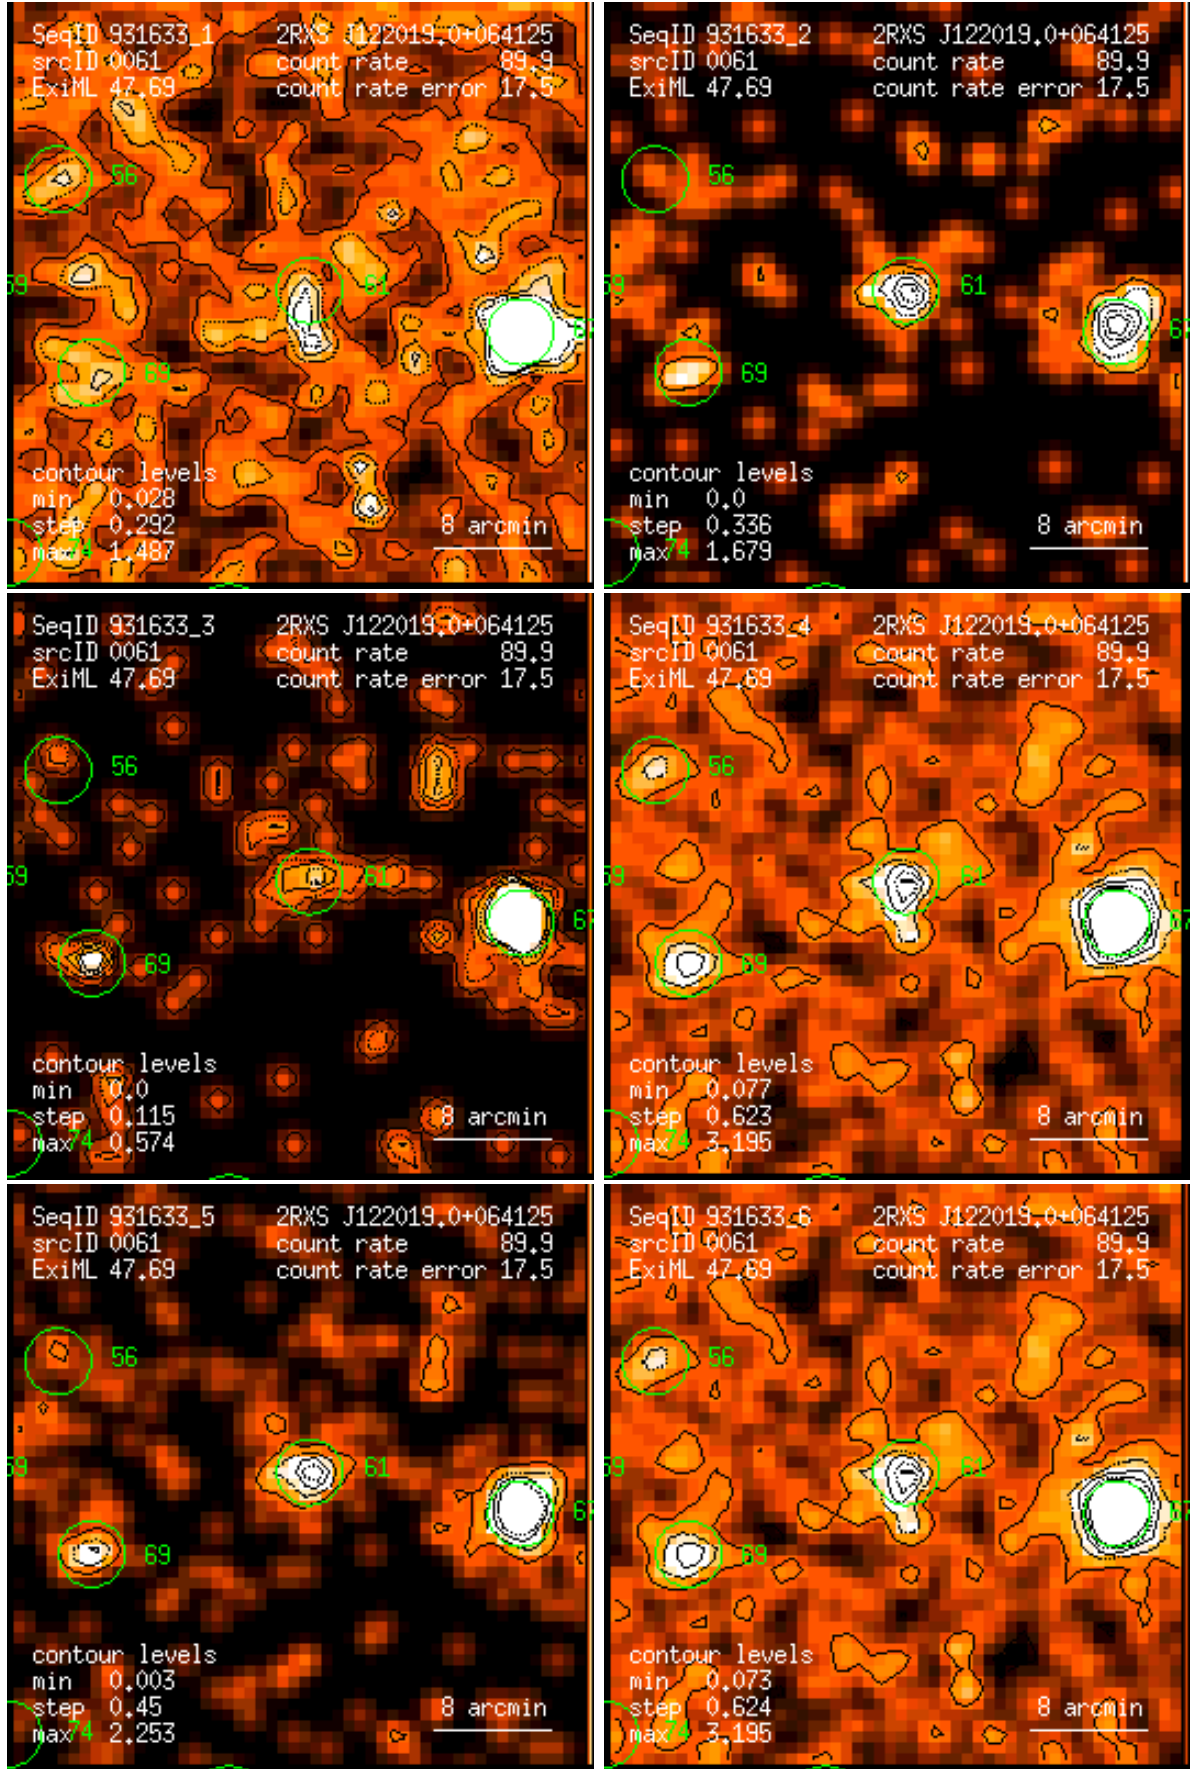 SeqID 931633_1 2RXS J122019.0+064125
srcID 0061 count rate 89.9
ExiML 47.69 count rate error 17.5
56
59
61
67
69
contour levels
min 0.028
step 0.292
max 1.487
74
8 arcmin
SeqID 931633_2 2RXS J122019.0+064125
srcID 0061 count rate 89.9
ExiML 47.69 count rate error 17.5
56
59
61
67
69
contour levels
min 0.0
step 0.336
max 1.679
74
8 arcmin
SeqID 931633_3 2RXS J122019.0+064125
srcID 0061 count rate 89.9
ExiML 47.69 count rate error 17.5
56
59
61
67
69
contour levels
min 0.0
step 0.115
max 0.574
74
8 arcmin
SeqID 931633_4 2RXS J122019.0+064125
srcID 0061 count rate 89.9
ExiML 47.69 count rate error 17.5
56
59
61
67
69
contour levels
min 0.077
step 0.623
max 3.195
74
8 arcmin
SeqID 931633_5 2RXS J122019.0+064125
srcID 0061 count rate 89.9
ExiML 47.69 count rate error 17.5
56
59
61
67
69
contour levels
min 0.003
step 0.45
max 2.253
74
8 arcmin
SeqID 931633_6 2RXS J122019.0+064125
srcID 0061 count rate 89.9
ExiML 47.69 count rate error 17.5
56
59
61
67
69
contour levels
min 0.073
step 0.624
max 3.195
74
8 arcmin